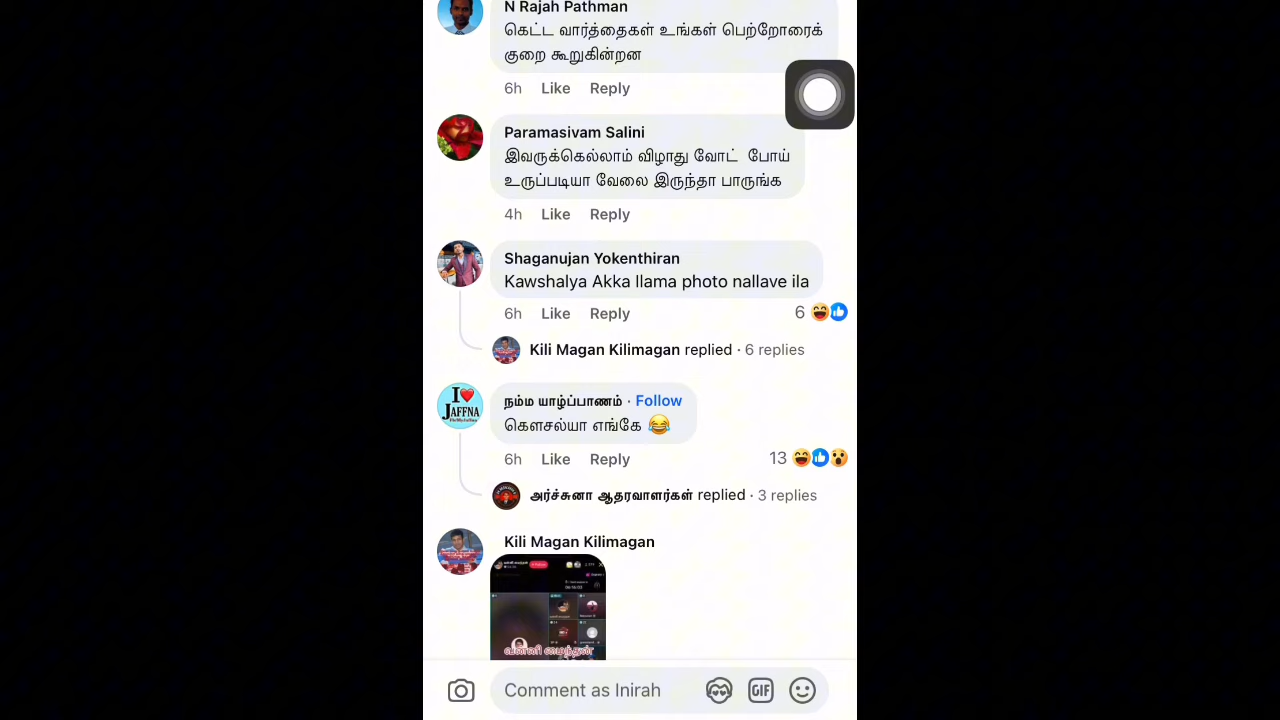 N Rajah Pathman
கெட்ட வார்த்தைகள் உங்கள் பெற்றோரைக்
குறை கூறுகின்றன
6h Like Reply
Paramasivam Salini
இவருக்கெல்லாம் விழாது வோட் போய்
உருப்படியா வேலை இருந்தா பாருங்க
4h Like Reply
Shaganujan Yokenthiran
Kawshalya Akka llama photo nallave ila
6h Like Reply 6
Kili Magan Kilimagan replied · 6 replies
I ❤️
JAFFNA
நம்ம யாழ்ப்பாணம் · Follow
கௌசல்யா எங்கே 😂
6h Like Reply 13
அர்ச்சுனா ஆதரவாளர்கள் replied · 3 replies
Kili Magan Kilimagan
வன்னி மைந்தன்
Comment as Inirah
GIF